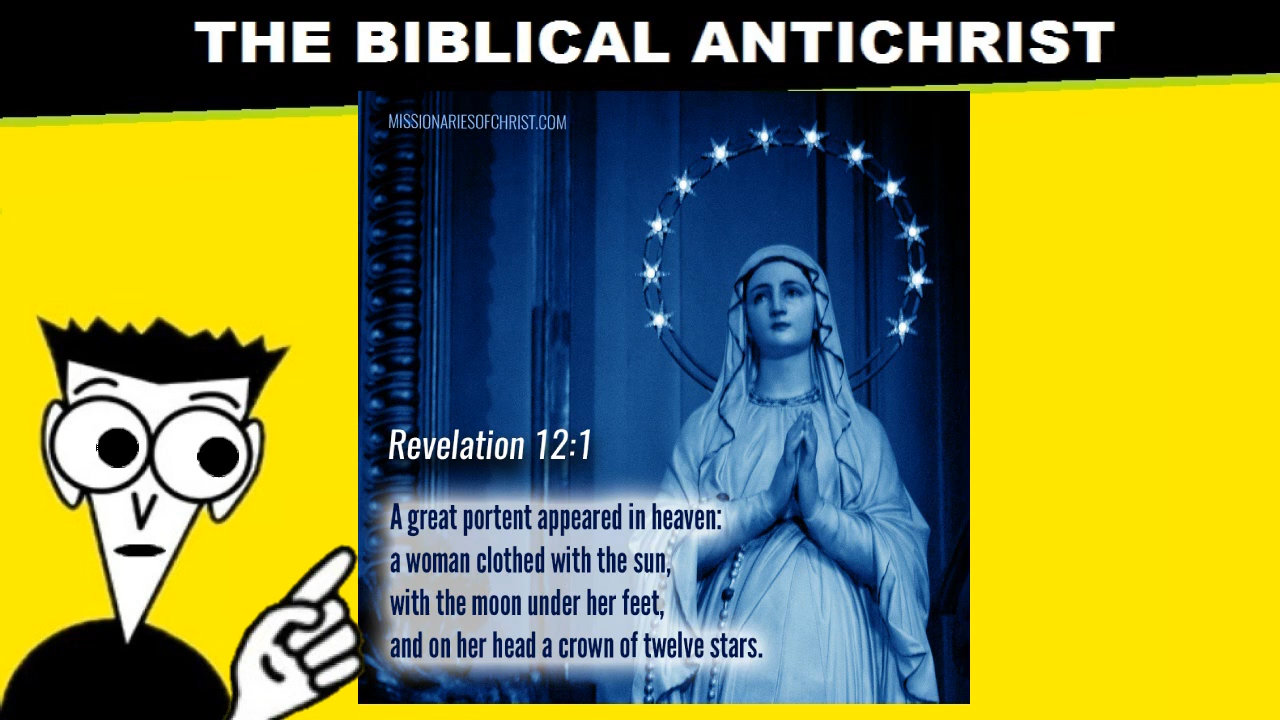 THE BIBLICAL ANTICHRIST
MISSIONARIESOFCHRIST.COM
Revelation 12:1
A great portent appeared in heaven:
a woman clothed with the sun,
with the moon under her feet,
and on her head a crown of twelve stars.